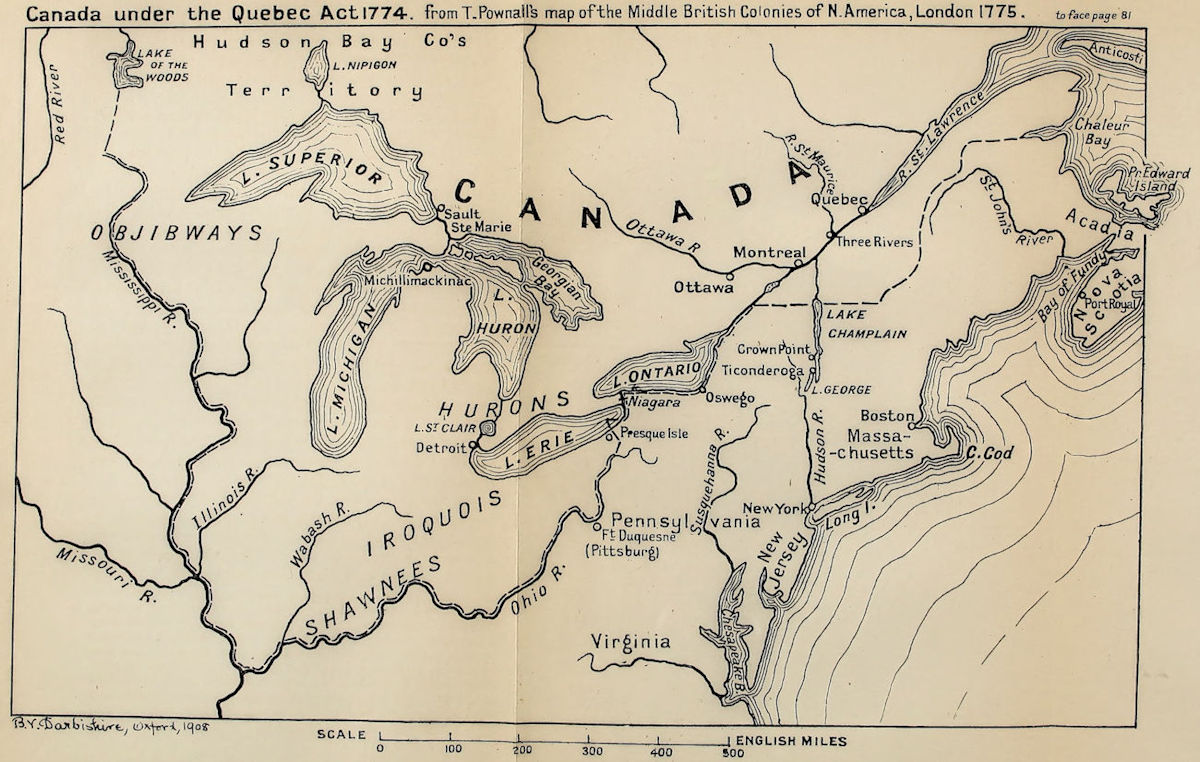 Canada under the Quebec Act 1774. from T. Pownall's map of the Middle British Colonies of N. America, London 1775.
to face page 81
Hudson Bay Co's
Territory
Red River
LAKE
OF THE
WOODS
L. NIPIGON
L. SUPERIOR
CANADA
Anticosti
R. St. Lawrence
Chaleur
Bay
Pr. Edward
Island
R. St Maurice
Quebec
Three Rivers
St. John's
River
Acadia
OBJIBWAYS
Mississippi R.
Sault
Ste Marie
Michillimackinac
Georgian
Bay
Ottawa R
Montreal
Ottawa
Bay of Fundy
Nova
Scotia
Port Royal
L. MICHIGAN
L.
HURON
LAKE
CHAMPLAIN
Crown Point
Ticonderoga
L. GEORGE
L. ONTARIO
Niagara
Oswego
HURONS
L. ST CLAIR
Detroit
L. ERIE
Presque Isle
Susquehanna R.
Hudson R.
Boston
Massa-
-chusetts
C. Cod
Illinois R.
Wabash R.
IROQUOIS
SHAWNEES
Missouri R.
Ohio R.
Pennsylvania
Ft Duquesne
(Pittsburg)
New York
Long I.
New
Jersey
Virginia
Chesapeake B.
B.V. Darbishire, Oxford, 1908
SCALE
0 100 200 300 400 500
ENGLISH MILES